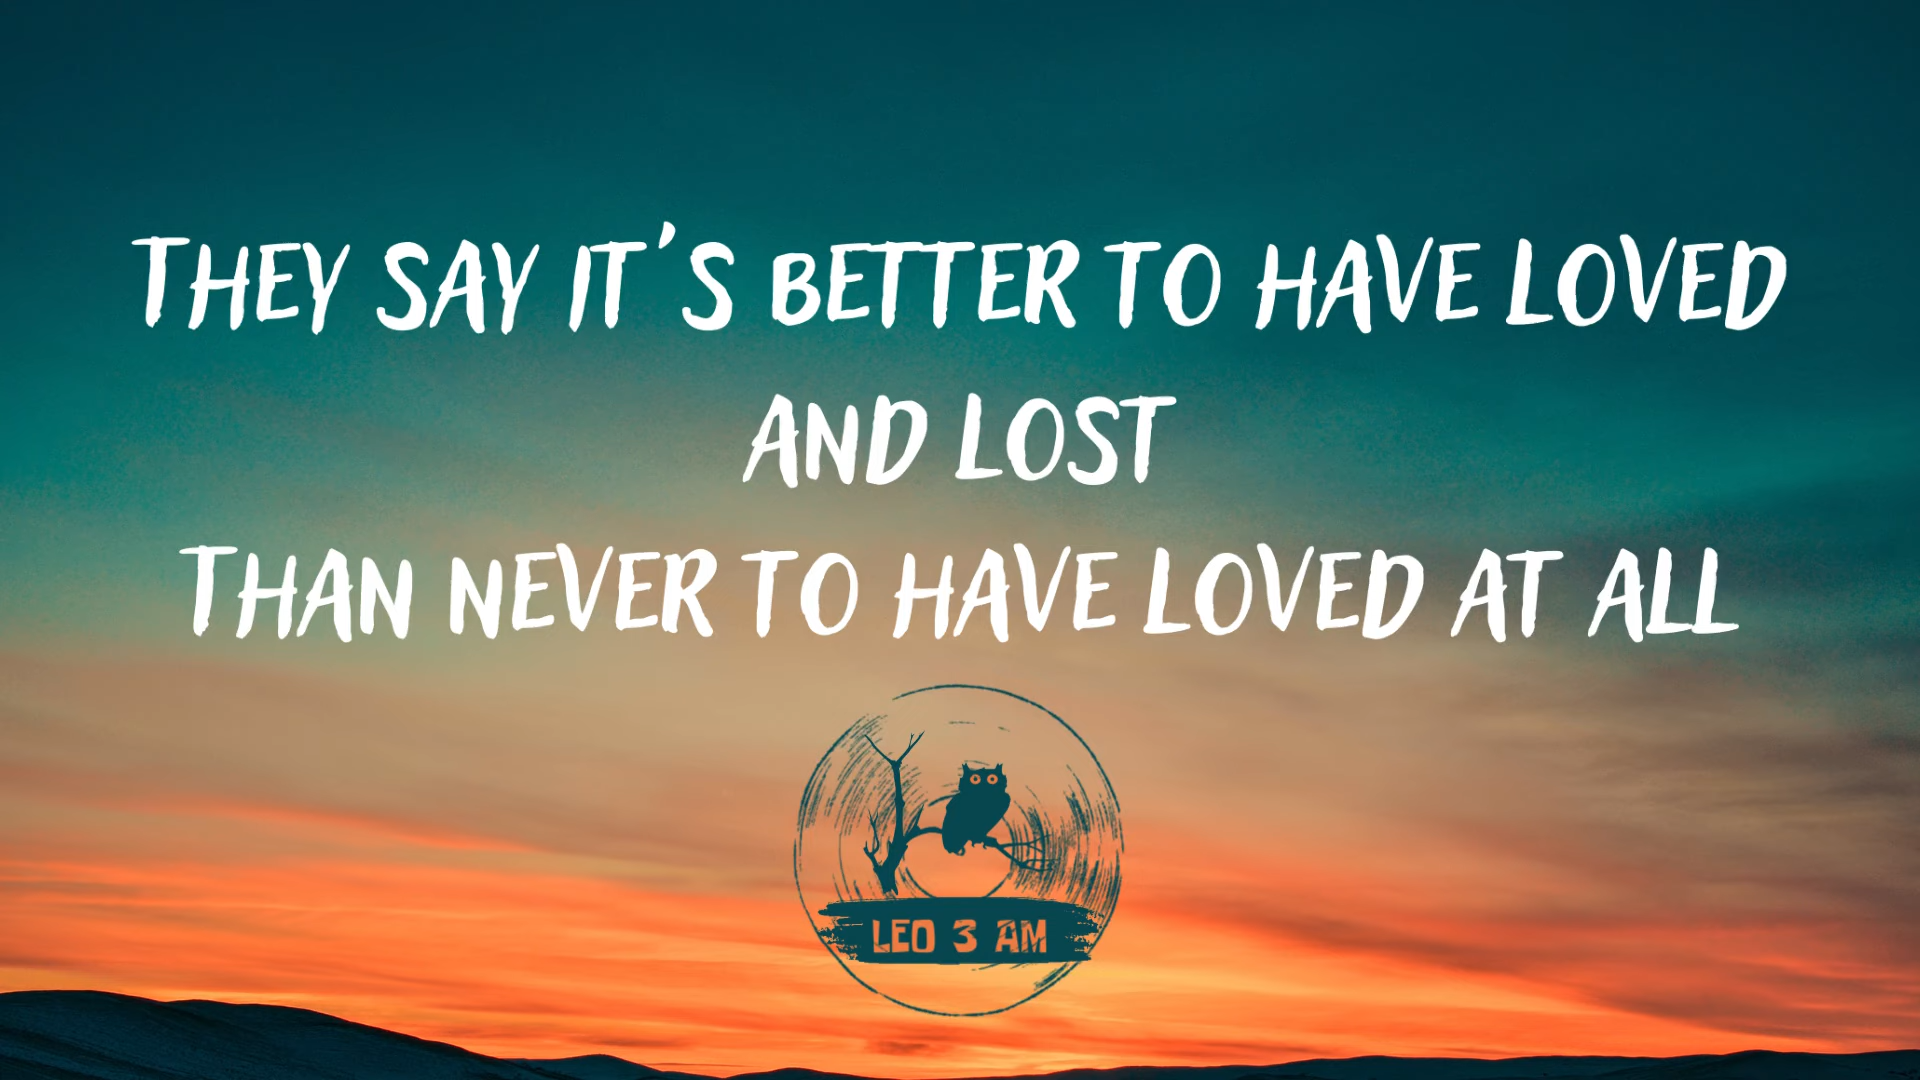 THEY SAY IT'S BETTER TO HAVE LOVED
AND LOST
THAN NEVER TO HAVE LOVED AT ALL
LEO 3 AM